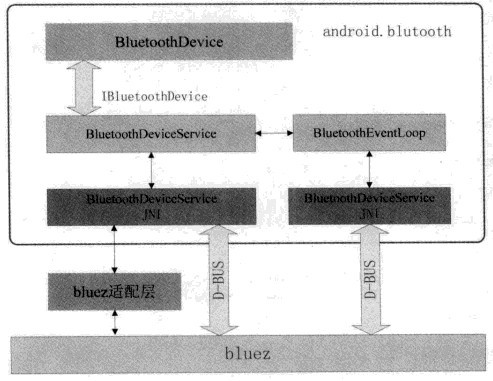 android.blutooth
BluetoothDevice
IBluetoothDevice
BluetoothDeviceService
BluetoothEventLoop
BluetoothDeviceService
JNI
BluetoothDeviceService
JNI
D-BUS
D-BUS
bluez适配层
bluez